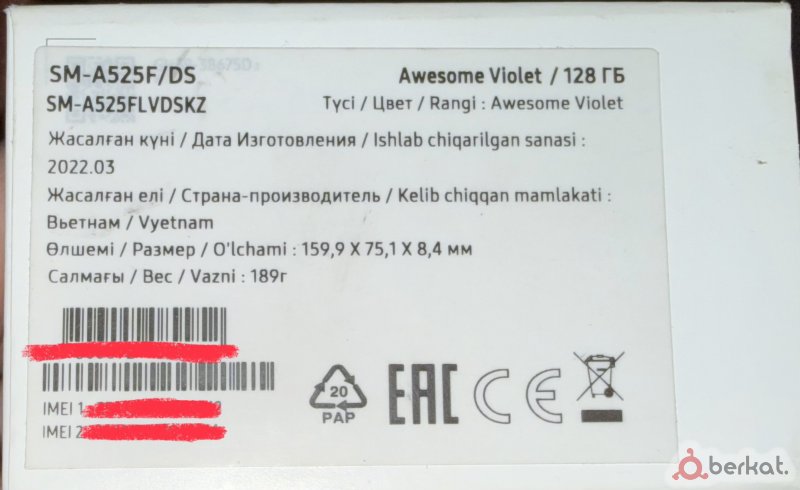 SM-A525F/DS
Awesome Violet / 128 ГБ
SM-A525FLVDSKZ
Түсі / Цвет / Rangi : Awesome Violet
Жасалған күні / Дата Изготовления / Ishlab chiqarilgan sanasi :
2022.03
Жасалған елі / Страна-производитель / Kelib chiqqan mamlakati :
Вьетнам / Vyetnam
Өлшемі / Размер / O'lchami : 159,9 X 75,1 X 8,4 мм
Салмағы / Вес / Vazni : 189г
IMEI 1
IMEI 2
20
PAP
EAC
CE
berkat.